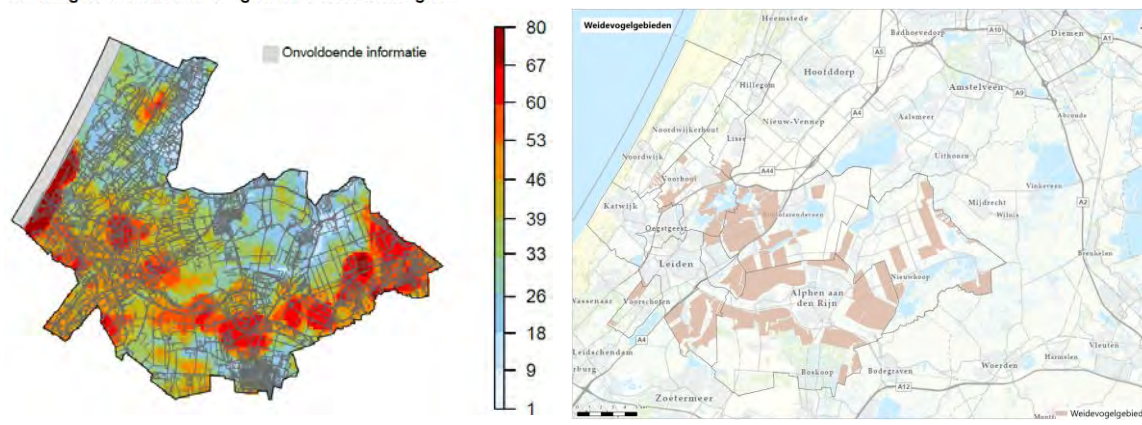 Onvoldoende informatie
80
67
60
53
46
39
33
26
18
9
1
Weidevogelgebieden
Heemstede
Badhoevedorp
A10
Diemen
A1
A5
Hoofddorp
Hillegom
A4
Amstelveen
A9
Nieuw-Vennep
Aalsmeer
Abcoude
Noordwijkerhout
Lisse
Uithoorn
Noordwijk
A44
Vinkeveen
Voorhout
Mijdrecht
A2
Katwijk
Wilnis
Oegstgeest
Breukelen
Leiden
Nieuwkoop
Wassenaar
Voorschoten
Alphen aan
den Rijn
A4
Vleuten
Leidschendam
Harmelen
Boskoop
Bodegraven
Woerden
A12
Zoetermeer
Weidevogelgebied